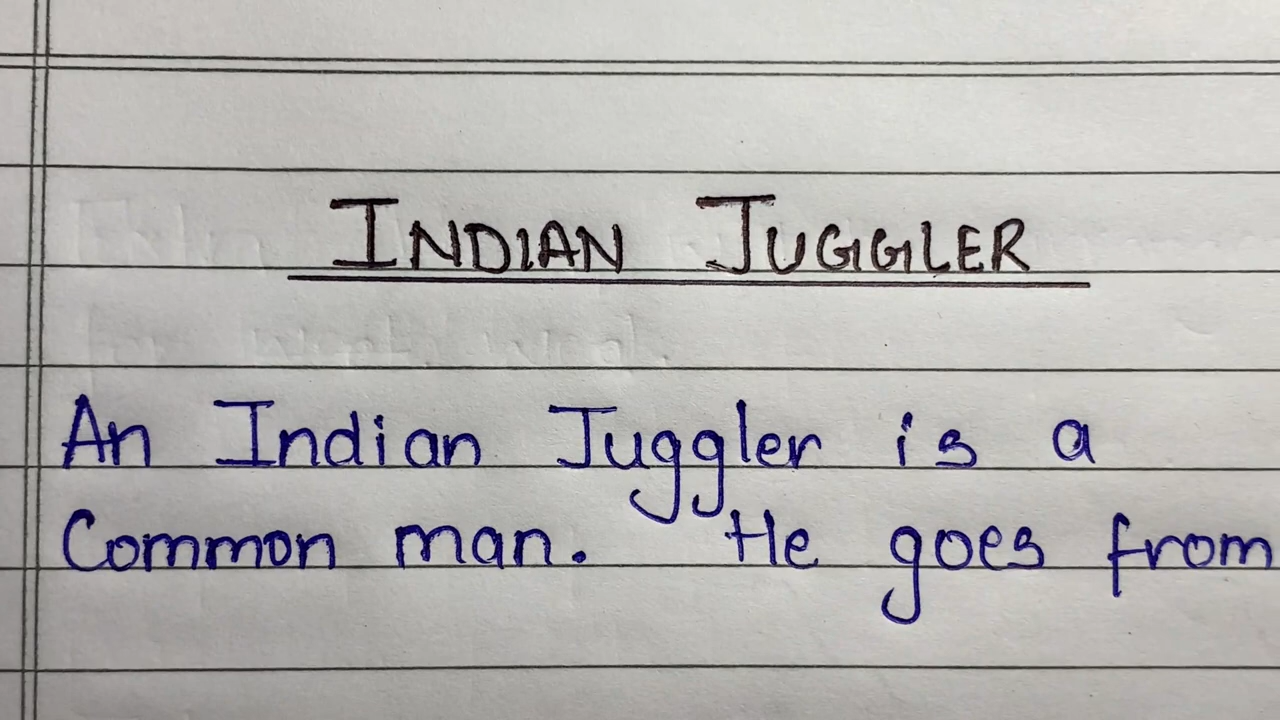 INDIAN JUGGLER
An Indian Juggler is a
Common man. He goes from